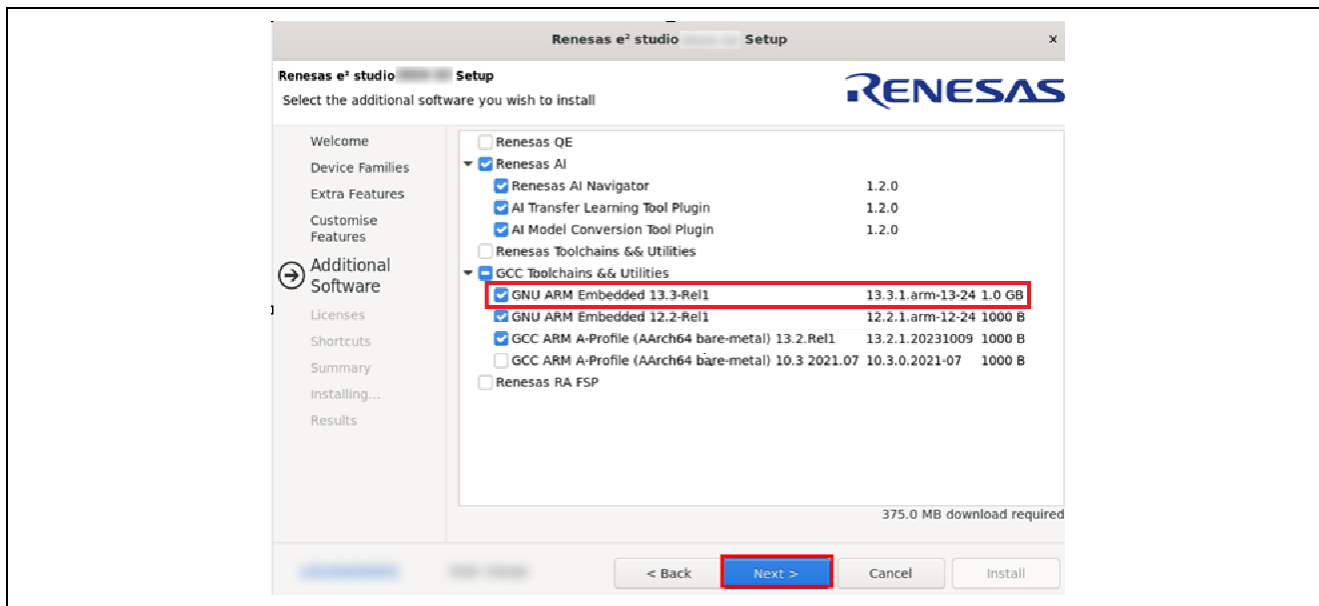 Renesas e² studio Setup
×
Renesas e² studio Setup
Select the additional software you wish to install
RENESAS
Welcome
Device Families
Extra Features
Customise
Features
Additional
Software
Licenses
Shortcuts
Summary
Installing...
Results
Renesas QE
Renesas AI
Renesas AI Navigator 1.2.0
AI Transfer Learning Tool Plugin 1.2.0
AI Model Conversion Tool Plugin 1.2.0
Renesas Toolchains && Utilities
GCC Toolchains && Utilities
GNU ARM Embedded 13.3-Rel1 13.3.1.arm-13-24 1.0 GB
GNU ARM Embedded 12.2-Rel1 12.2.1.arm-12-24 1000 B
GCC ARM A-Profile (AArch64 bare-metal) 13.2.Rel1 13.2.1.20231009 1000 B
GCC ARM A-Profile (AArch64 bare-metal) 10.3 2021.07 10.3.0.2021-07 1000 B
Renesas RA FSP
375.0 MB download required
< Back Next > Cancel Install